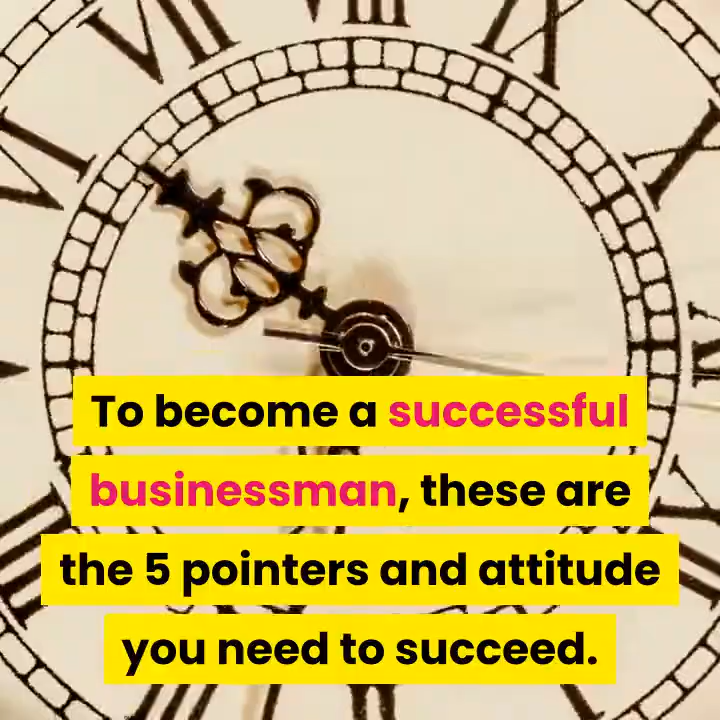 To become a successful
businessman, these are
the 5 pointers and attitude
you need to succeed.